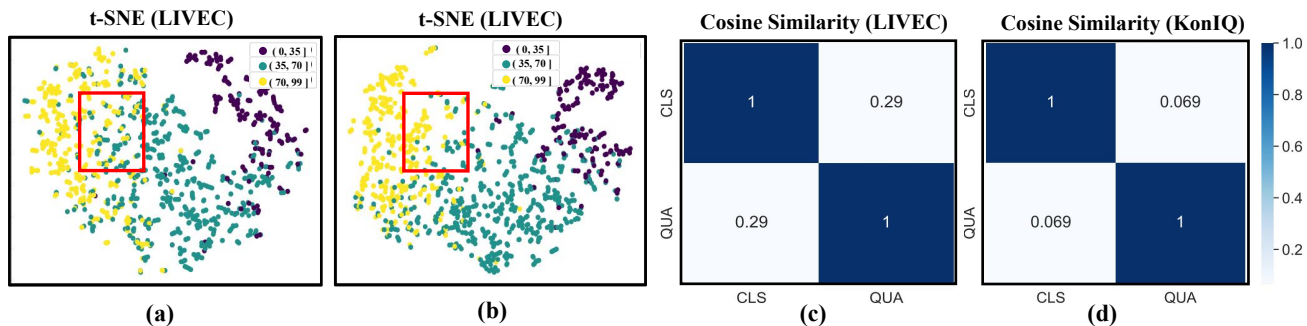 t-SNE (LIVEC)
( 0, 35 ]
( 35, 70 ]
( 70, 99 ]
(a)
t-SNE (LIVEC)
( 0, 35 ]
( 35, 70 ]
( 70, 99 ]
(b)
Cosine Similarity (LIVEC)
CLS
QUA
1
0.29
0.29
1
CLS
QUA
(c)
Cosine Similarity (KonIQ)
CLS
QUA
1
0.069
0.069
1
CLS
QUA
(d)
1.0
0.8
0.6
0.4
0.2